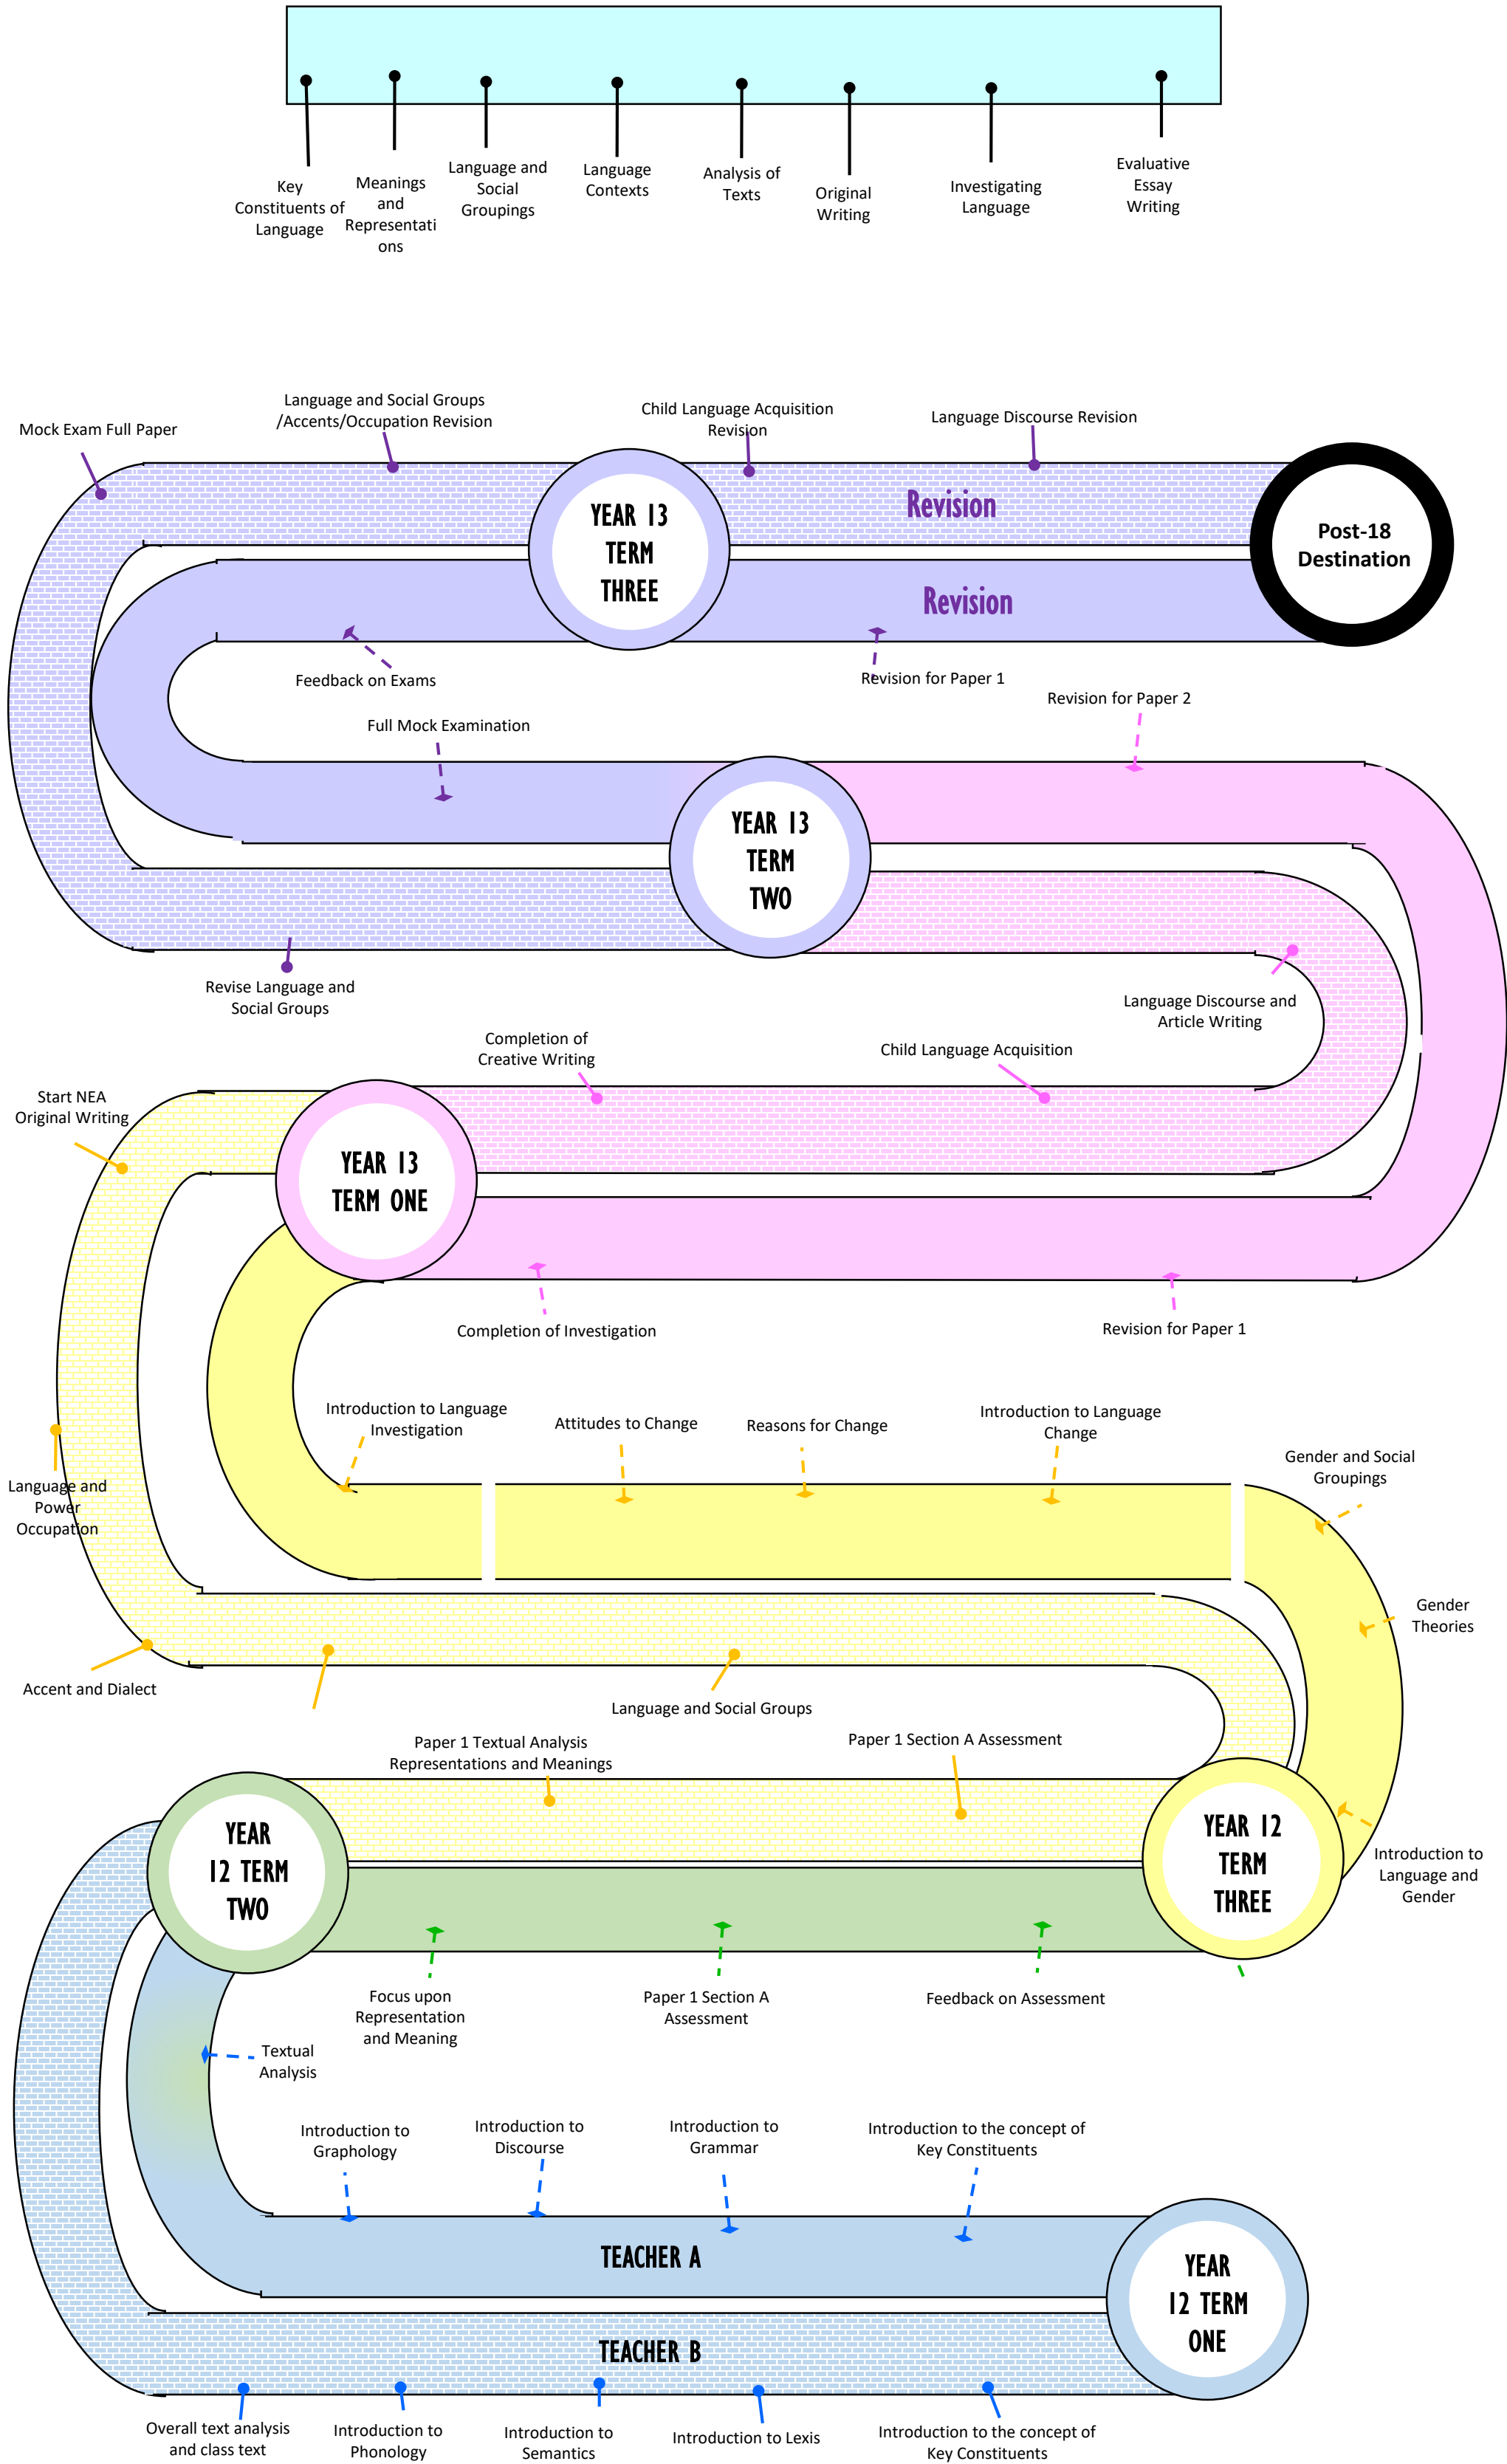 Key
Constituents of
Language
Meanings
and
Representati
ons
Language and
Social
Groupings
Language
Contexts
Analysis of
Texts
Original
Writing
Investigating
Language
Evaluative
Essay
Writing
Mock Exam Full Paper
Language and Social Groups
/Accents/Occupation Revision
Child Language Acquisition
Revision
Language Discourse Revision
YEAR 13
TERM
THREE
Revision
Revision
Post-18
Destination
Feedback on Exams
Revision for Paper 1
Full Mock Examination
Revision for Paper 2
YEAR 13
TERM
TWO
Revise Language and
Social Groups
Language Discourse and
Article Writing
Completion of
Creative Writing
Child Language Acquisition
Start NEA
Original Writing
YEAR 13
TERM ONE
Completion of Investigation
Revision for Paper 1
Introduction to Language
Investigation
Attitudes to Change
Reasons for Change
Introduction to Language
Change
Gender and Social
Groupings
Language and
Power
Occupation
Gender
Theories
Accent and Dialect
Language and Social Groups
Paper 1 Textual Analysis
Representations and Meanings
Paper 1 Section A Assessment
YEAR
12 TERM
TWO
YEAR 12
TERM
THREE
Introduction to
Language and
Gender
Focus upon
Representation
and Meaning
Paper 1 Section A
Assessment
Feedback on Assessment
Textual
Analysis
Introduction to
Graphology
Introduction to
Discourse
Introduction to
Grammar
Introduction to the concept of
Key Constituents
TEACHER A
YEAR
12 TERM
ONE
TEACHER B
Overall text analysis
and class text
Introduction to
Phonology
Introduction to
Semantics
Introduction to Lexis
Introduction to the concept of
Key Constituents